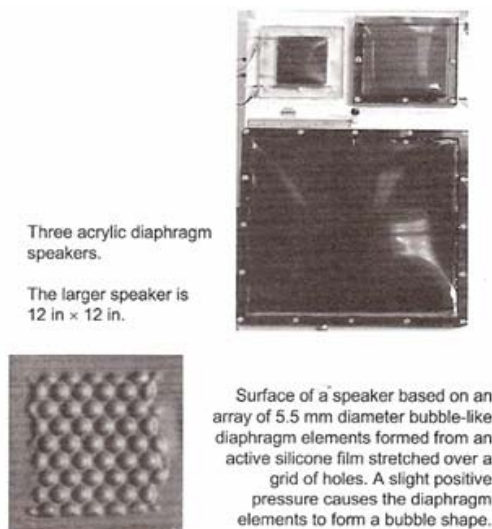 Three acrylic diaphragm
speakers.
The larger speaker is
12 in × 12 in.
Surface of a speaker based on an
array of 5.5 mm diameter bubble-like
diaphragm elements formed from an
active silicone film stretched over a
grid of holes. A slight positive
pressure causes the diaphragm
elements to form a bubble shape.